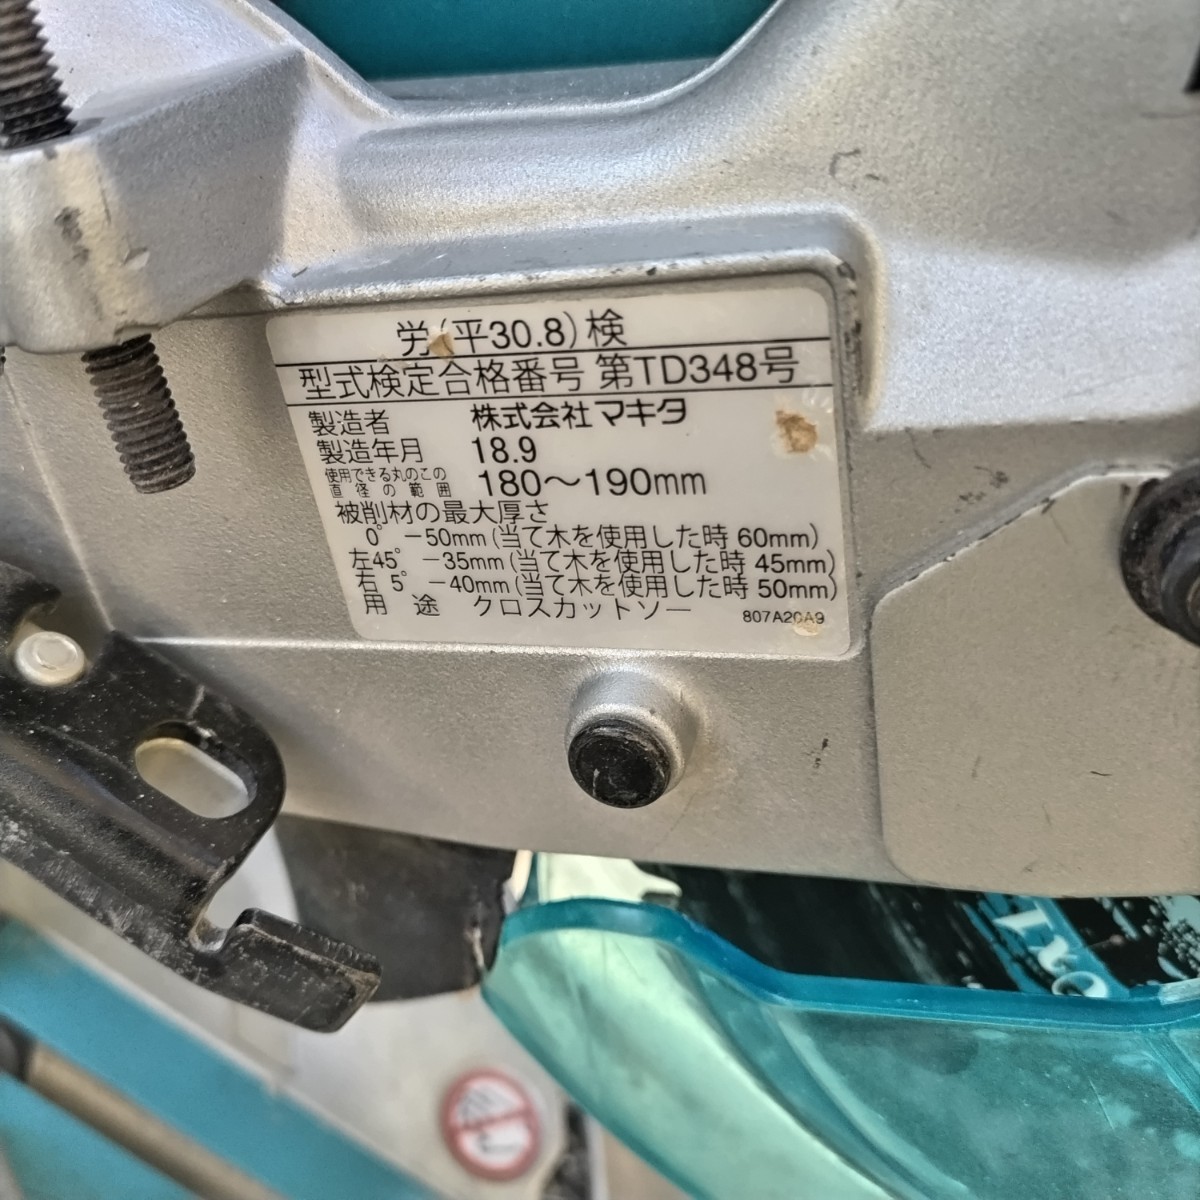 労(平30.8)検
型式検定合格番号 第TD348号
製造者 株式会社マキタ
製造年月 18.9
使用できる丸のこの直径の範囲 180〜190mm
被削材の最大厚さ
0° −50mm(当て木を使用した時 60mm)
左45° −35mm(当て木を使用した時 45mm)
右5° −40mm(当て木を使用した時 50mm)
用途 クロスカットソー
807A20A9